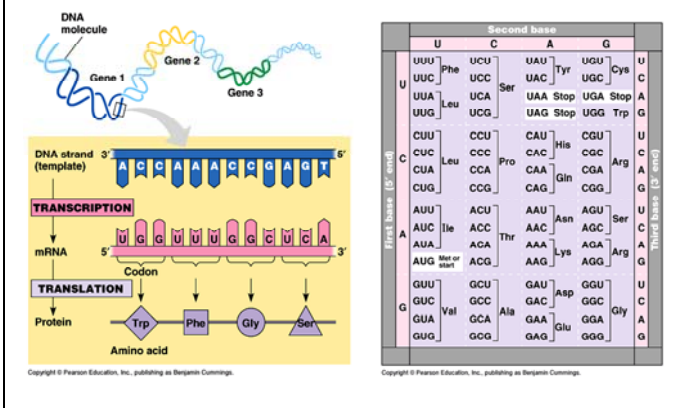 DNA
molecule
Gene 1
Gene 2
Gene 3
DNA strand
(template)
3′
5′
A C C A A A C C G A G T
TRANSCRIPTION
mRNA
5′
U G G U U U G G C U C A
3′
Codon
TRANSLATION
Protein
Trp Phe Gly Ser
Amino acid
Copyright © Pearson Education, Inc., publishing as Benjamin Cummings.
Second base
U C A G
First base (5′ end)
Third base (3′ end)
U
UUU UCU UAU UGU U
Phe Tyr Cys
UUC UCC UAC UGC C
Ser
UUA UCA UAA Stop UGA Stop A
Leu
UUG UCG UAG Stop UGG Trp G
C
CUU CCU CAU CGU U
His
CUC CCC CAC CGC C
Leu Pro Arg
CUA CCA CAA CGA A
Gln
CUG CCG CAG CGG G
A
AUU ACU AAU AGU U
Asn Ser
AUC Ile ACC AAC AGC C
Thr
AUA ACA AAA AGA A
Lys Arg
AUG Met or start ACG AAG AGG G
G
GUU GCU GAU GGU U
Asp
GUC GCC GAC GGC C
Val Ala Gly
GUA GCA GAA GGA A
Glu
GUG GCG GAG GGG G
Copyright © Pearson Education, Inc., publishing as Benjamin Cummings.